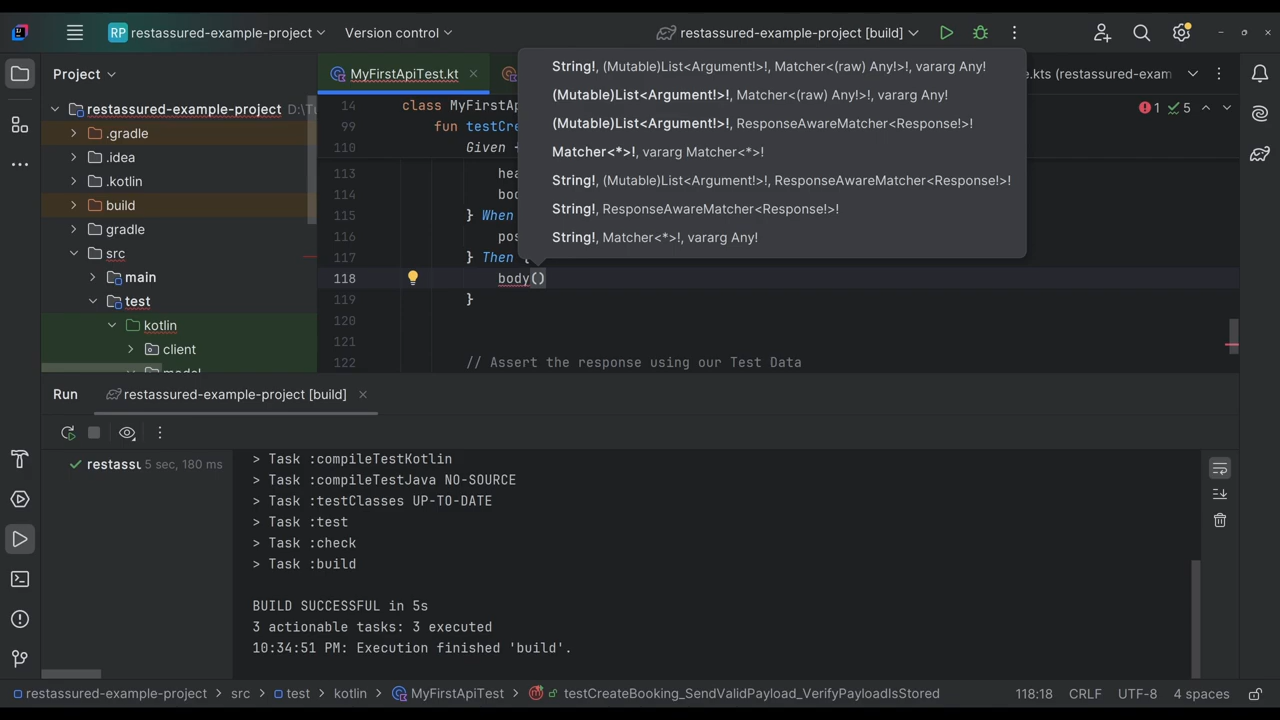 RP restassured-example-project Version control restassured-example-project [build]
Project
restassured-example-project D:\Tu
.gradle
.idea
.kotlin
build
gradle
src
main
test
kotlin
client
model
MyFirstApiTest.kt
e.kts (restassured-exam
1 5
14 class MyFirstAp
99 fun testCre
110 Given {
113 hea
114 bod
115 } When
116 pos
117 } Then {
118 body()
119 }
120
121
122 // Assert the response using our Test Data
String!, (Mutable)List<Argument!>!, Matcher<(raw) Any!>!, vararg Any!
(Mutable)List<Argument!>!, Matcher<(raw) Any!>!, vararg Any!
(Mutable)List<Argument!>!, ResponseAwareMatcher<Response!>!
Matcher<*>!, vararg Matcher<*>!
String!, (Mutable)List<Argument!>!, ResponseAwareMatcher<Response!>!
String!, ResponseAwareMatcher<Response!>!
String!, Matcher<*>!, vararg Any!
Run restassured-example-project [build]
restassu 5 sec, 180 ms
> Task :compileTestKotlin
> Task :compileTestJava NO-SOURCE
> Task :testClasses UP-TO-DATE
> Task :test
> Task :check
> Task :build
BUILD SUCCESSFUL in 5s
3 actionable tasks: 3 executed
10:34:51 PM: Execution finished 'build'.
restassured-example-project > src > test > kotlin > MyFirstApiTest > testCreateBooking_SendValidPayload_VerifyPayloadIsStored 118:18 CRLF UTF-8 4 spaces